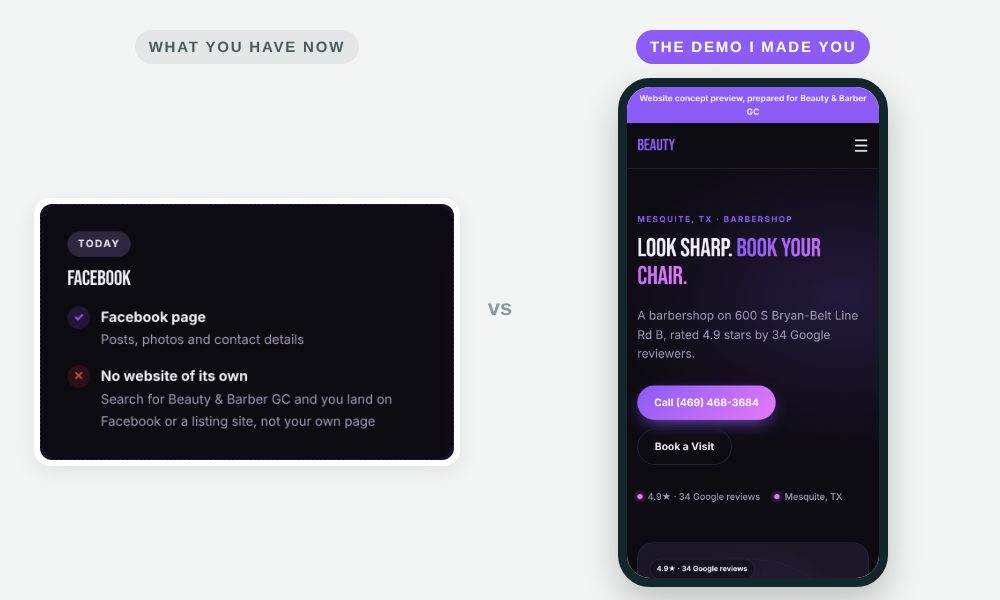 WHAT YOU HAVE NOW
TODAY
FACEBOOK
Facebook page
Posts, photos and contact details
No website of its own
Search for Beauty & Barber GC and you land on
Facebook or a listing site, not your own page
vs
THE DEMO I MADE YOU
Website concept preview, prepared for Beauty & Barber
GC
BEAUTY
MESQUITE, TX · BARBERSHOP
LOOK SHARP. BOOK YOUR
CHAIR.
A barbershop on 600 S Bryan-Belt Line
Rd B, rated 4.9 stars by 34 Google
reviewers.
Call (469) 468-3684
Book a Visit
4.9★ · 34 Google reviews
Mesquite, TX
4.9★ · 34 Google reviews